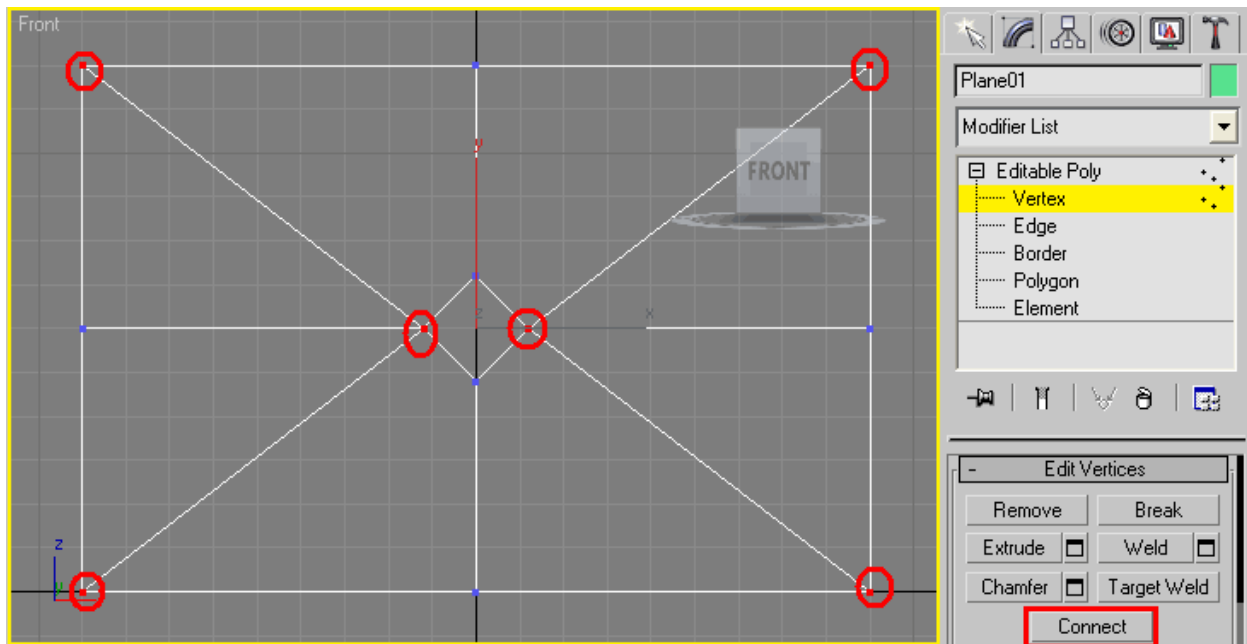 Front
y
FRONT
z
x
z
y
Plane01
Modifier List
Editable Poly
Vertex
Edge
Border
Polygon
Element
- Edit Vertices
Remove Break
Extrude Weld
Chamfer Target Weld
Connect